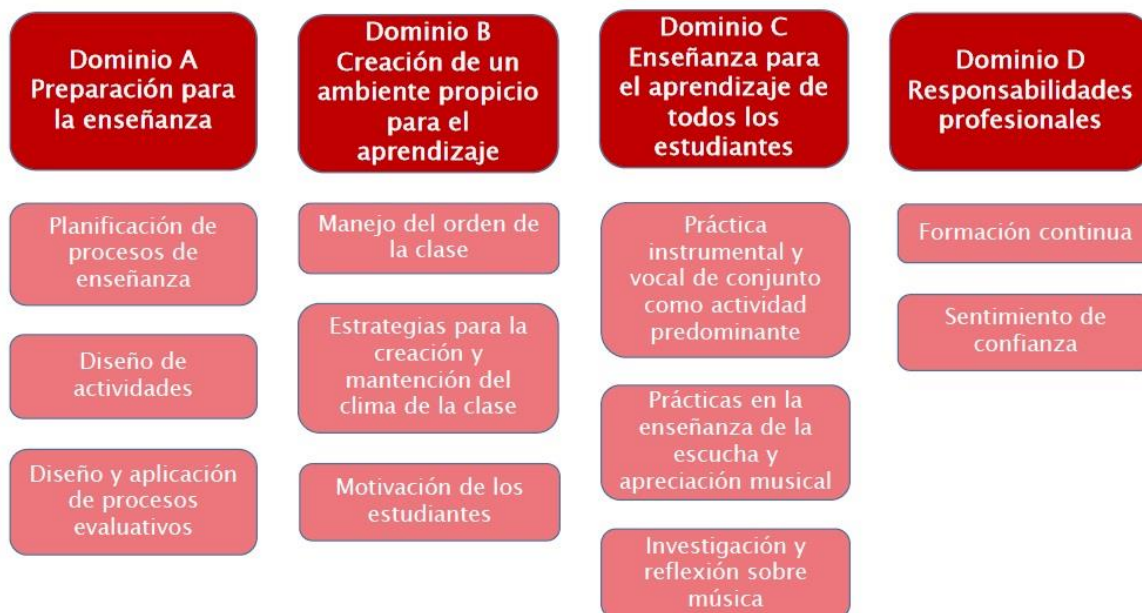 Dominio A
Preparación para
la enseñanza
Planificación de
procesos de
enseñanza
Diseño de
actividades
Diseño y aplicación
de procesos
evaluativos
Dominio B
Creación de un
ambiente propicio
para el
aprendizaje
Manejo del orden de
la clase
Estrategias para la
creación y
mantención del
clima de la clase
Motivación de los
estudiantes
Dominio C
Enseñanza para
el aprendizaje de
todos los
estudiantes
Práctica
instrumental y
vocal de conjunto
como actividad
predominante
Prácticas en la
enseñanza de la
escucha y
apreciación musical
Investigación y
reflexión sobre
música
Dominio D
Responsabilidades
profesionales
Formación continua
Sentimiento de
confianza